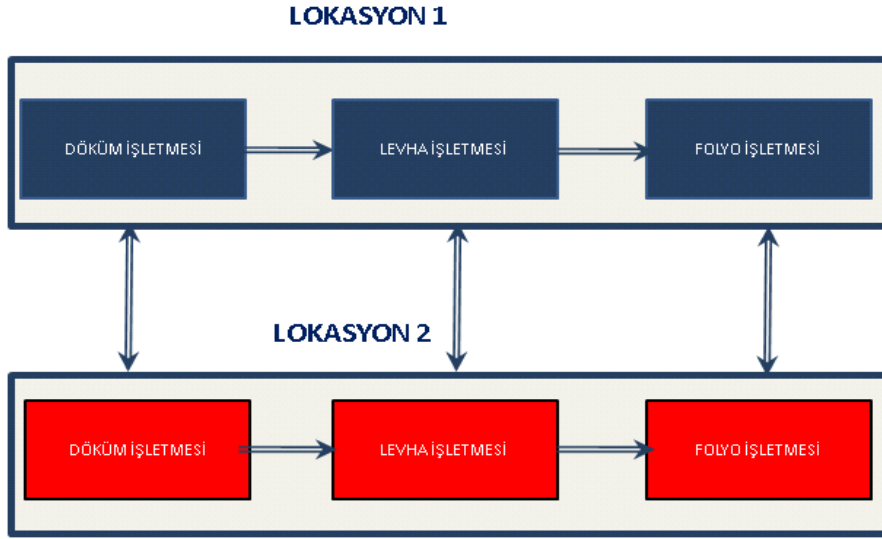 LOKASYON 1
DÖKÜM İŞLETMESİ
LEVHA İŞLETMESİ
FOLYO İŞLETMESİ
LOKASYON 2
DÖKÜM İŞLETMESİ
LEVHA İŞLETMESİ
FOLYO İŞLETMESİ